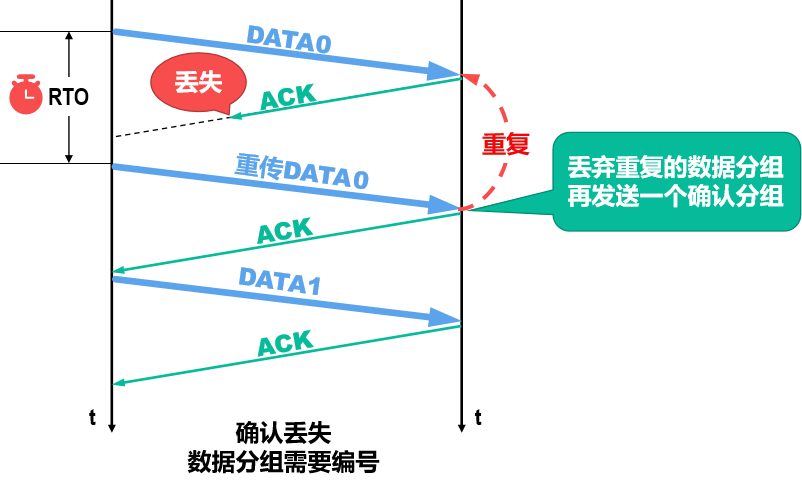 DATA0
丢失
ACK
RTO
重复
重传DATA0
丢弃重复的数据分组
再发送一个确认分组
ACK
DATA1
ACK
t
t
确认丢失
数据分组需要编号